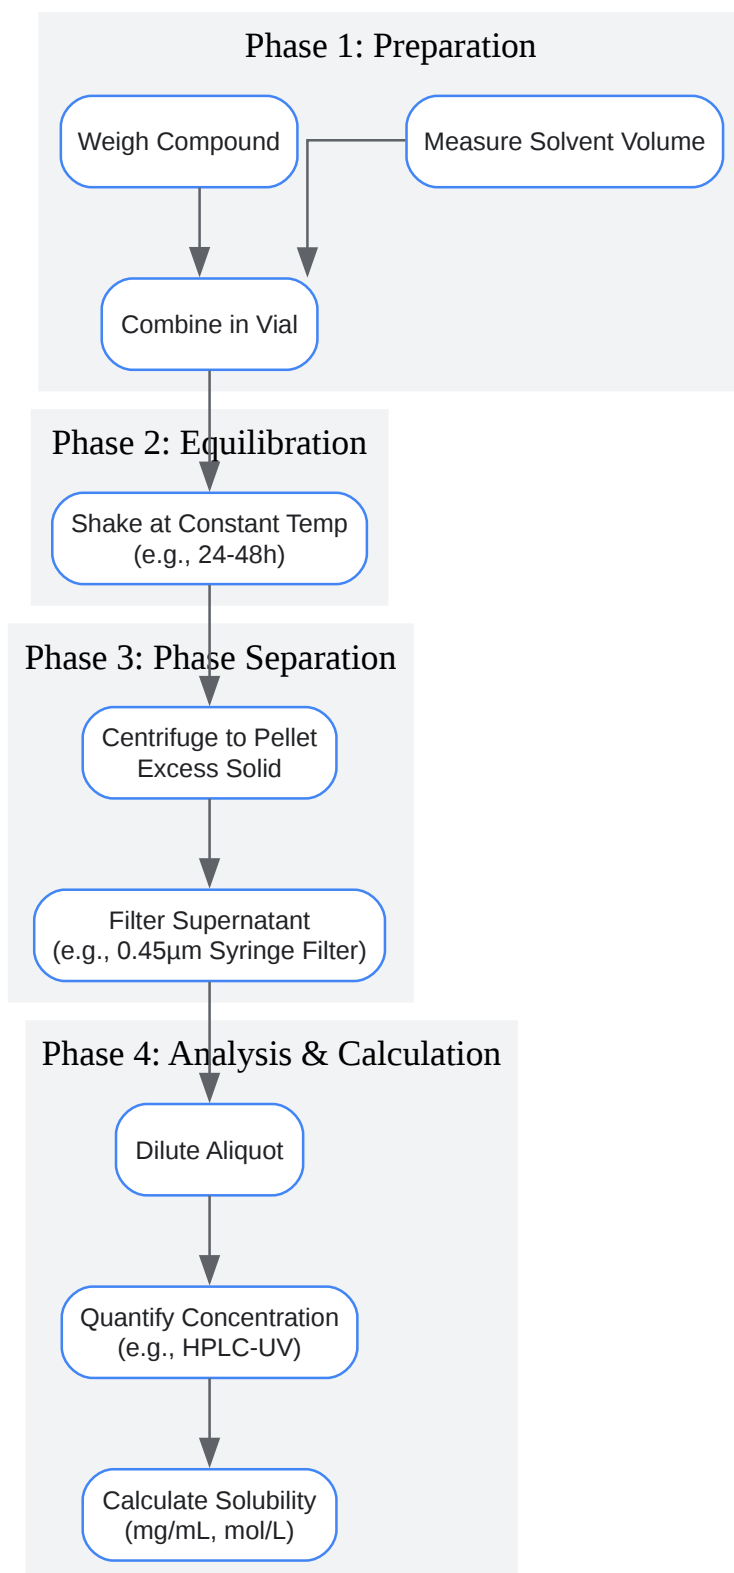 Phase 1: Preparation
Weigh Compound
Measure Solvent Volume
Combine in Vial
Phase 2: Equilibration
Shake at Constant Temp
(e.g., 24-48h)
Phase 3: Phase Separation
Centrifuge to Pellet
Excess Solid
Filter Supernatant
(e.g., 0.45µm Syringe Filter)
Phase 4: Analysis & Calculation
Dilute Aliquot
Quantify Concentration
(e.g., HPLC-UV)
Calculate Solubility
(mg/mL, mol/L)